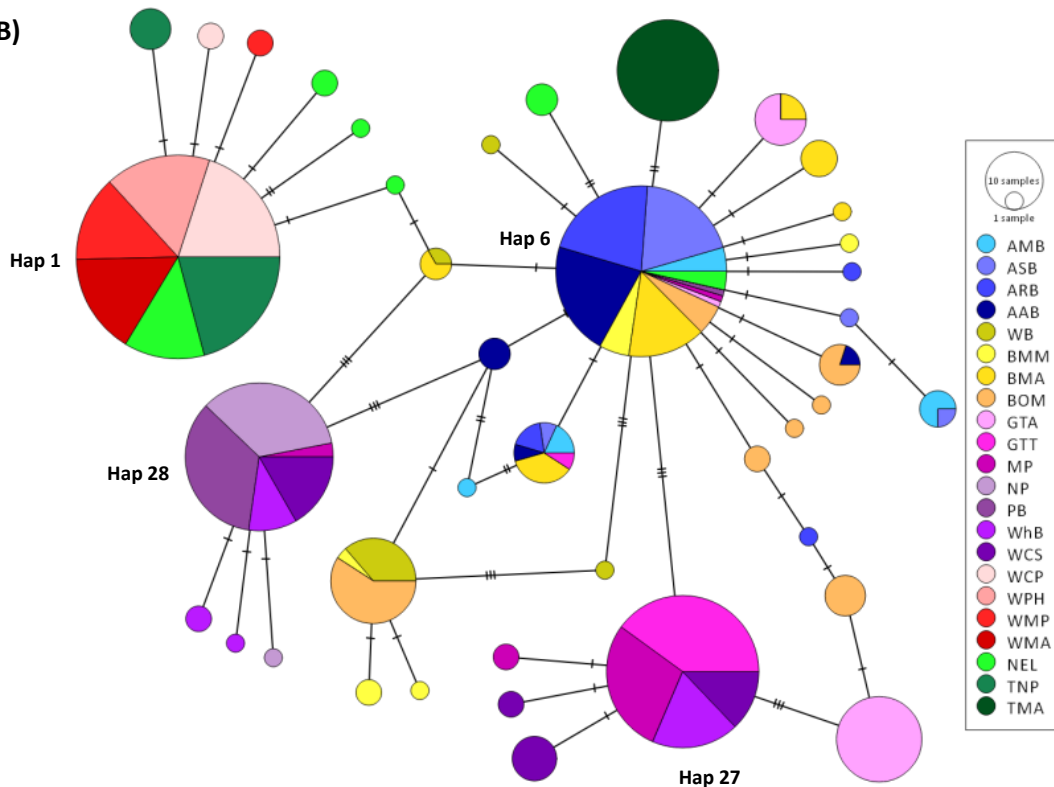 B)
Hap 1
Hap 6
Hap 28
Hap 27
10 samples
1 sample
AMB
ASB
ARB
AAB
WB
BMM
BMA
BOM
GTA
GTT
MP
NP
PB
WhB
WCS
WCP
WPH
WMP
WMA
NEL
TNP
TMA